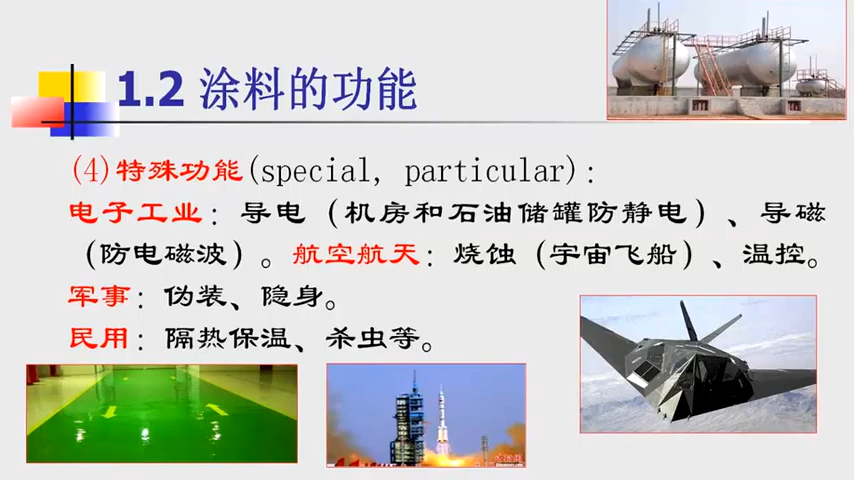 1.2 涂料的功能
(4)特殊功能(special, particular)：
电子工业：导电（机房和石油储罐防静电）、导磁
（防电磁波）。航空航天：烧蚀（宇宙飞船）、温控。
军事：伪装、隐身。
民用：隔热保温、杀虫等。